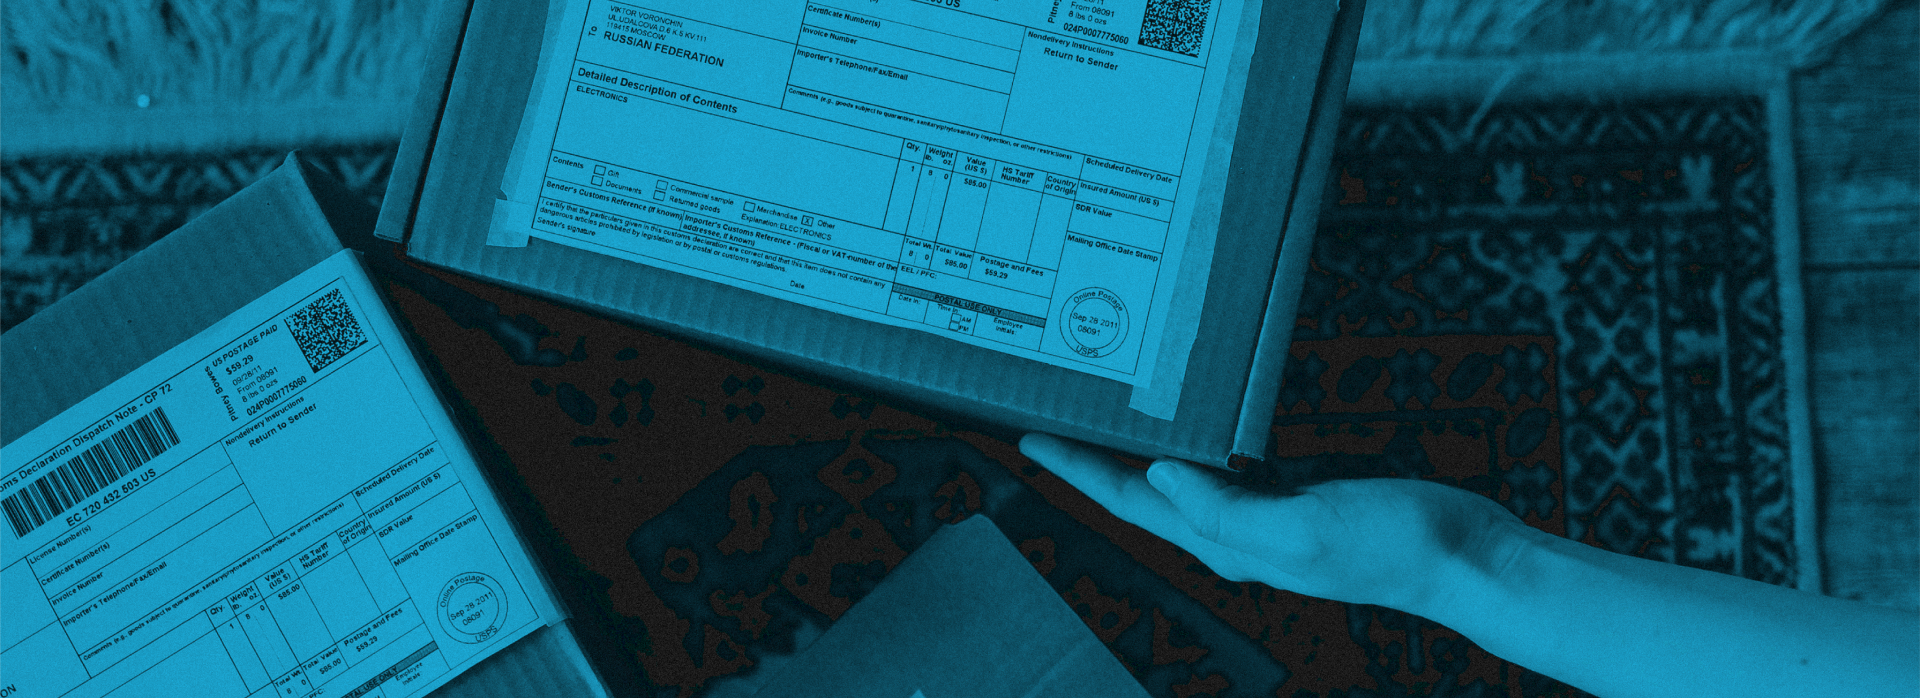 503 US
VIKTOR VORONCHIN
UL.UDALCOVA D.6 K.5 KV.111
119415 MOSCOW
To
RUSSIAN FEDERATION
Certificate Number(s)
Invoice Number
Importer's Telephone/Fax/Email
Comments (e.g., goods subject to quarantine, sanitary/phytosanitary inspection, or other restrictions)
Pitney
From 08091
8 lbs 0 ozs
024P0007775060
Nondelivery Instructions
Return to Sender
Detailed Description of Contents
ELECTRONICS
Qty.
Weight
lb. oz.
Value
(US $)
HS Tariff
Number
Country
of Origin
1 8 0 $85.00
Scheduled Delivery Date
Insured Amount (US $)
SDR Value
Mailing Office Date Stamp
Contents
Gift
Documents
Commercial sample
Returned goods
Merchandise
X Other
Explanation:ELECTRONICS
Sender's Customs Reference (If known)
Importer's Customs Reference - (Fiscal or VAT-number of the
addressee, if known)
I certify that the particulars given in this customs declaration are correct and that this item does not contain any
dangerous articles prohibited by legislation or by postal or customs regulations.
Sender's signature
Date
Total Wt.
8 0
Total Value
$85.00
Postage and Fees
$59.29
EEL / PFC:
POSTAL USE ONLY
Date In:
Time In:
AM
PM
Employee
Initials:
Online Postage
Sep 28 2011
08091
USPS
oms Declaration Dispatch Note - CP 72
EC 720 432 503 US
Pitney Bowes
US POSTAGE PAID
$59.29
09/28/11
From 08091
8 lbs 0 ozs
024P0007775060
Nondelivery Instructions
Return to Sender
License Number(s)
Certificate Number(s)
Invoice Number
Importer's Telephone/Fax/Email
Comments (e.g., goods subject to quarantine, sanitary/phytosanitary inspection, or other restrictions)
Qty.
Weight
lb. oz.
Value
(US $)
HS Tariff
Number
Country
of Origin
1 8 0 $85.00
Scheduled Delivery Date
Insured Amount (US $)
SDR Value
Mailing Office Date Stamp
Total Wt.
8 0
Total Value
$85.00
Postage and Fees
$59.29
EEL / PFC:
POSTAL USE ONLY
Employee
Initials:
Online Postage
Sep 28 2011
08091
USPS
ON